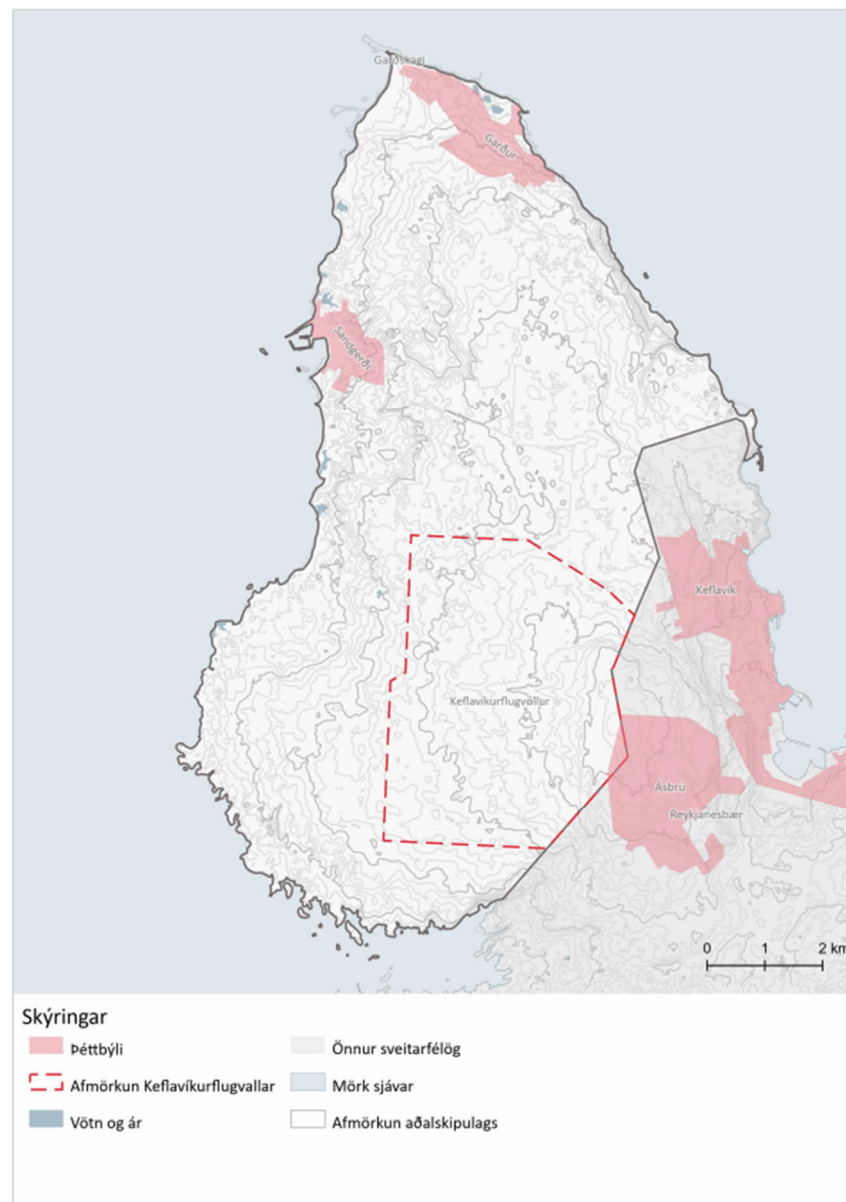 Garðskagi
Garður
Sandgerði
Keflavík
Keflavíkurflugvöllur
Ásbrú
Reykjanesbær
0 1 2 km
Skýringar
Þéttbýli
Önnur sveitarfélög
Afmörkun Keflavíkurflugvallar
Mörk sjávar
Vötn og ár
Afmörkun aðalskipulags